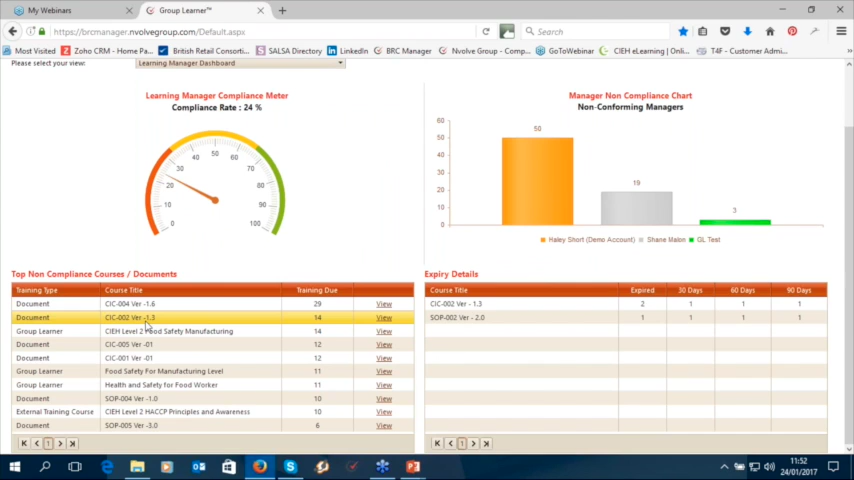 My Webinars
Group Learner™
https://brcmanager.nvolvegroup.com/Default.aspx
Search
Most Visited
Zoho CRM - Home Pa...
British Retail Consorti...
SALSA Directory
LinkedIn
BRC Manager
Nvolve Group - Comp...
GoToWebinar
CIEH eLearning | Onli...
T4F - Customer Admi...
Please select your view:
Learning Manager Dashboard
Learning Manager Compliance Meter
Compliance Rate : 24 %
0 10 20 30 40 50 60 70 80 90 100
Manager Non Compliance Chart
Non-Conforming Managers
60
50
40
30
20
10
0
50
19
3
Haley Short (Demo Account) Shane Malon GL Test
Top Non Compliance Courses / Documents
Training Type Course Title Training Due
Document CIC-004 Ver -1.6 29 View
Document CIC-002 Ver -1.3 14 View
Group Learner CIEH Level 2 Food Safety Manufacturing 14 View
Document CIC-005 Ver -01 12 View
Document CIC-001 Ver -01 12 View
Group Learner Food Safety For Manufacturing Level 11 View
Group Learner Health and Safety for Food Worker 11 View
Document SOP-004 Ver -1.0 10 View
External Training Course CIEH Level 2 HACCP Principles and Awareness 10 View
Document SOP-005 Ver -3.0 6 View
1
Expiry Details
Course Title Expired 30 Days 60 Days 90 Days
CIC-002 Ver - 1.3 2 1 1 1
SOP-002 Ver - 2.0 1 1 1 1
1
11:52
24/01/2017